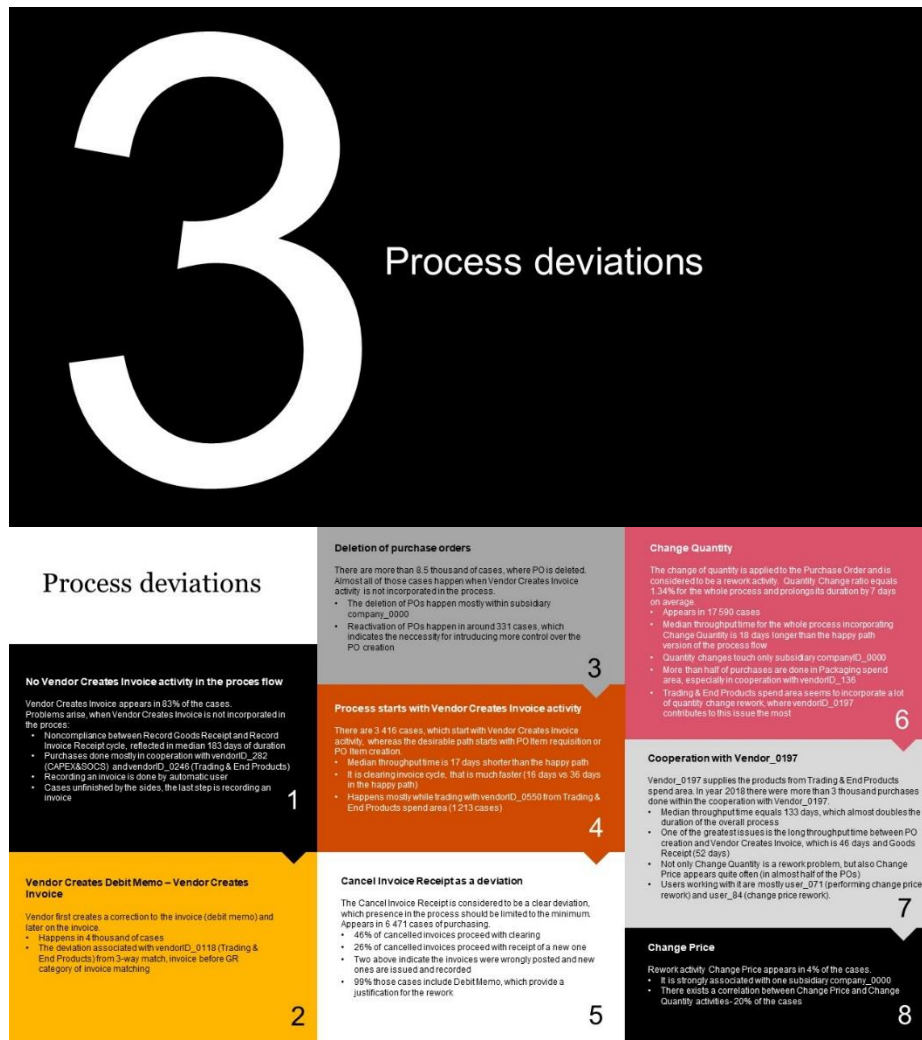 3
Process deviations
Process deviations
No Vendor Creates Invoice activity in the proces flow
Vendor Creates Invoice appears in 83% of the cases.
Problems arise, when Vendor Creates Invoice is not incorporated in
the proces:
• Noncompliance between Record Goods Receipt and Record
Invoice Receipt cycle, reflected in median 183 days of duration
• Purchases done mostly in cooperation with vendorID_282
(CAPEX&SOCS) and vendorID_0246 (Trading & End Products)
• Recording an invoice is done by automatic user
• Cases unfinished by the sides, the last step is recording an
invoice
1
Vendor Creates Debit Memo – Vendor Creates
Invoice
Vendor first creates a correction to the invoice (debit memo) and
later on the invoice.
• Happens in 4 thousand of cases
• The deviation associated with vendorID_0118 (Trading &
End Products) from 3-way match, invoice before GR
category of invoice matching
2
Deletion of purchase orders
There are more than 8.5 thousand of cases, where PO is deleted.
Almost all of those cases happen when Vendor Creates Invoice
activity is not incorporated in the process.
• The deletion of POs happen mostly within subsidiary
company_0000
• Reactivation of POs happen in around 331 cases, which
indicates the neccessity for intruducing more control over the
PO creation
3
Process starts with Vendor Creates Invoice activity
There are 3 416 cases, which start with Vendor Creates Invoice
acitivity, whereas the desirable path starts with PO Item requisition or
PO Item creation.
• Median throughput time is 17 days shorter than the happy path
• It is clearing invoice cycle, that is much faster (16 days vs 36 days
in the happy path)
• Happens mostly while trading with vendorID_0550 from Trading &
End Products spend area (1 213 cases)
4
Cancel Invoice Receipt as a deviation
The Cancel Invoice Receipt is considered to be a clear deviation,
which presence in the process should be limited to the minimum.
Appears in 6 471 cases of purchasing.
• 46% of cancelled invoices proceed with clearing
• 26% of cancelled invoices proceed with receipt of a new one
• Two above indicate the invoices were wrongly posted and new
ones are issued and recorded
• 99% those cases include Debit Memo, which provide a
justification for the rework
5
Change Quantity
The change of quantity is applied to the Purchase Order and is
considered to be a rework activity. Quantity Change ratio equals
1.34% for the whole process and prolongs its duration by 7 days
on average.
• Appears in 17 590 cases
• Median throughput time for the whole process incorporating
Change Quantity is 18 days longer than the happy path
version of the process flow
• Quantity changes touch only subsidiary companyID_0000
• More than half of purchases are done in Packaging spend
area, especially in cooperation with vendorID_136
• Trading & End Products spend area seems to incorporate a lot
of quantity change rework, where vendorID_0197
contributes to this issue the most
6
Cooperation with Vendor_0197
Vendor_0197 supplies the products from Trading & End Products
spend area. In year 2018 there were more than 3 thousand purchases
done within the cooperation with Vendor_0197.
• Median throughput time equals 133 days, which almost doubles the
duration of the overall process
• One of the greatest issues is the long throughput time between PO
creation and Vendor Creates Invoice, which is 46 days and Goods
Receipt (52 days)
• Not only Change Quantity is a rework problem, but also Change
Price appears quite often (in almost half of the POs)
• Users working with it are mostly user_071 (performing change price
rework) and user_84 (change price rework).
7
Change Price
Rework activity Change Price appears in 4% of the cases.
• It is strongly associated with one subsidiary company_0000
• There exists a correlation between Change Price and Change
Quantity activities- 20% of the cases
8